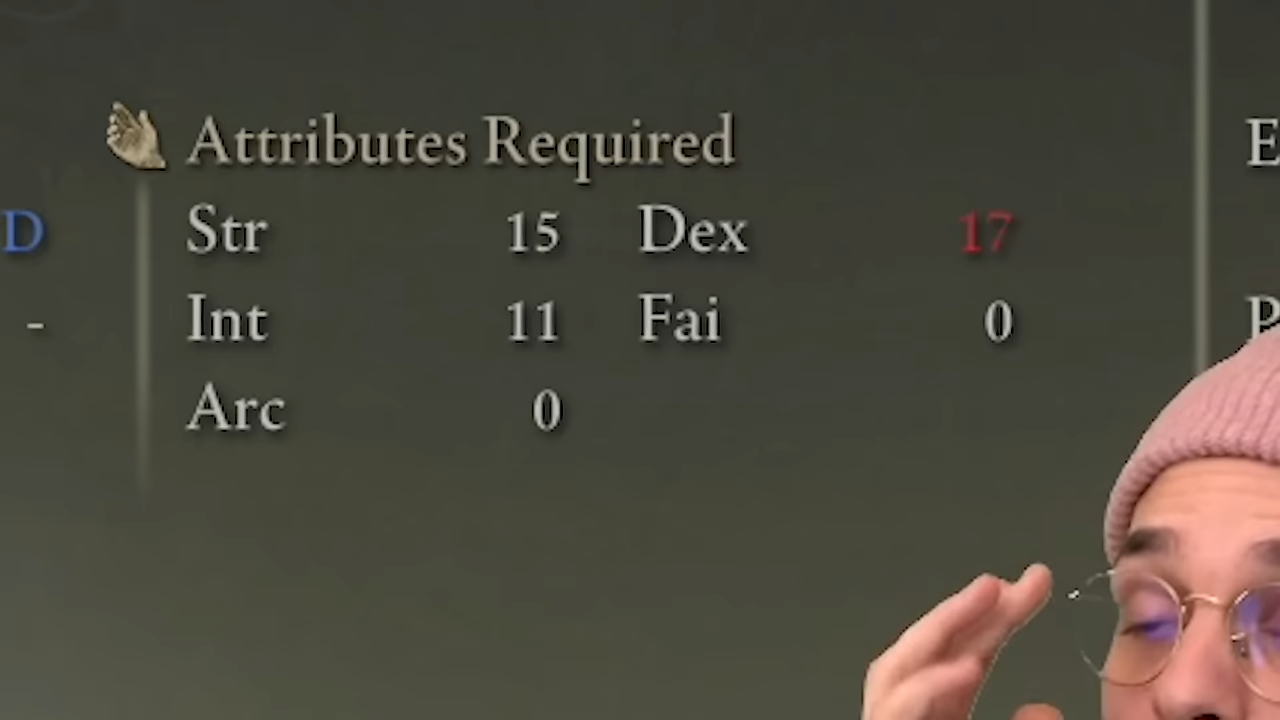 Attributes Required
E
D Str 15 Dex 17
- Int 11 Fai 0
P
Arc 0